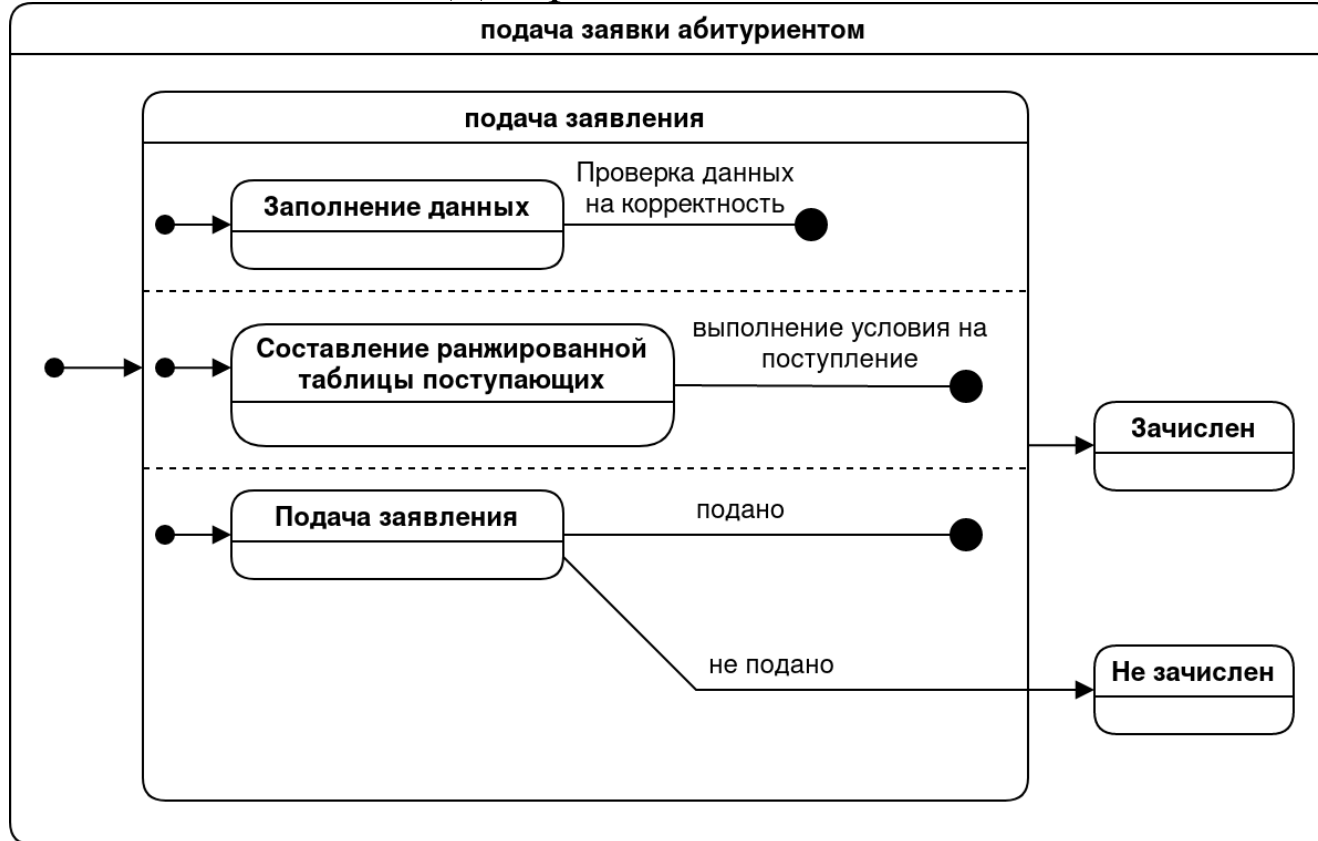 подача заявки абитуриентом
подача заявления
Проверка данных
на корректность
Заполнение данных
выполнение условия на
поступление
Составление ранжированной
таблицы поступающих
Зачислен
Подача заявления
подано
не подано
Не зачислен